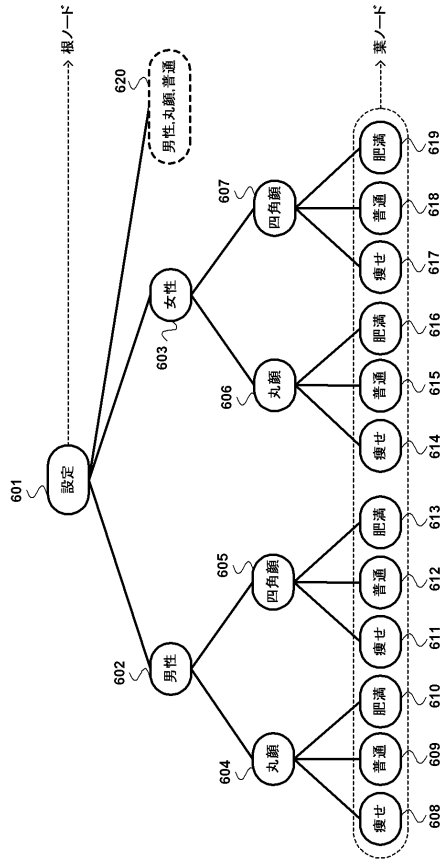 601
設定
根ノード
620
男性,丸顔,普通
602
男性
603
女性
604
丸顔
605
四角顔
606
丸顔
607
四角顔
痩せ
普通
肥満
痩せ
普通
肥満
痩せ
普通
肥満
痩せ
普通
肥満
葉ノード
608
609
610
611
612
613
614
615
616
617
618
619